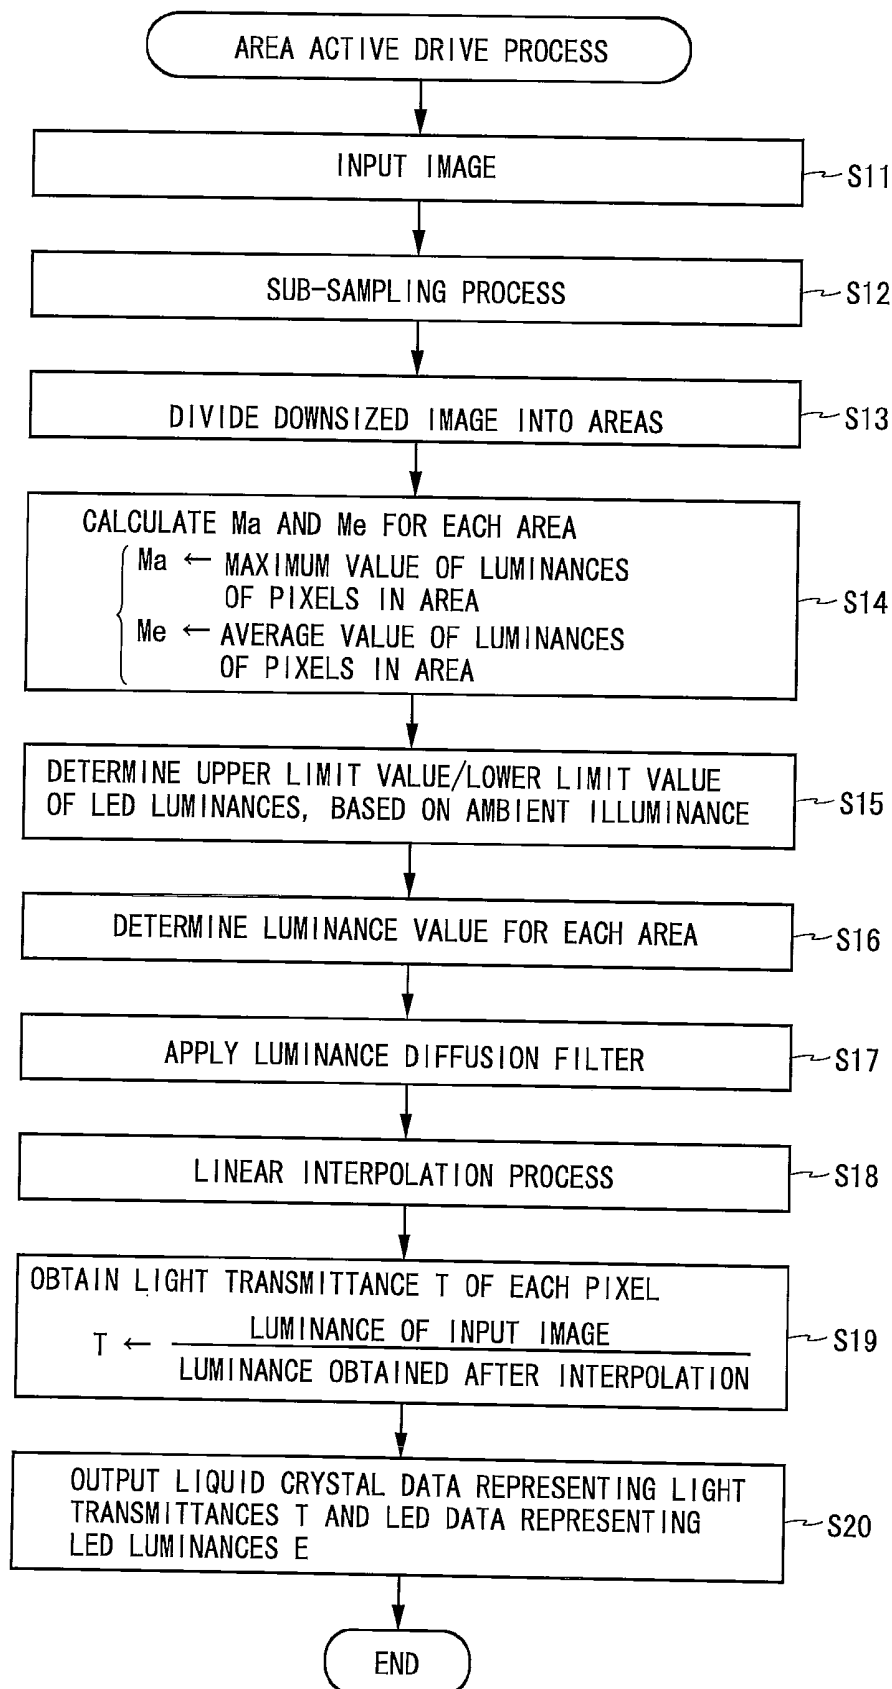 AREA ACTIVE DRIVE PROCESS
INPUT IMAGE
S11
SUB-SAMPLING PROCESS
S12
DIVIDE DOWNSIZED IMAGE INTO AREAS
S13
CALCULATE Ma AND Me FOR EACH AREA
Ma ← MAXIMUM VALUE OF LUMINANCES
OF PIXELS IN AREA
Me ← AVERAGE VALUE OF LUMINANCES
OF PIXELS IN AREA
S14
DETERMINE UPPER LIMIT VALUE/LOWER LIMIT VALUE
OF LED LUMINANCES, BASED ON AMBIENT ILLUMINANCE
S15
DETERMINE LUMINANCE VALUE FOR EACH AREA
S16
APPLY LUMINANCE DIFFUSION FILTER
S17
LINEAR INTERPOLATION PROCESS
S18
OBTAIN LIGHT TRANSMITTANCE T OF EACH PIXEL
LUMINANCE OF INPUT IMAGE
T ←
LUMINANCE OBTAINED AFTER INTERPOLATION
S19
OUTPUT LIQUID CRYSTAL DATA REPRESENTING LIGHT
TRANSMITTANCES T AND LED DATA REPRESENTING
LED LUMINANCES E
S20
END